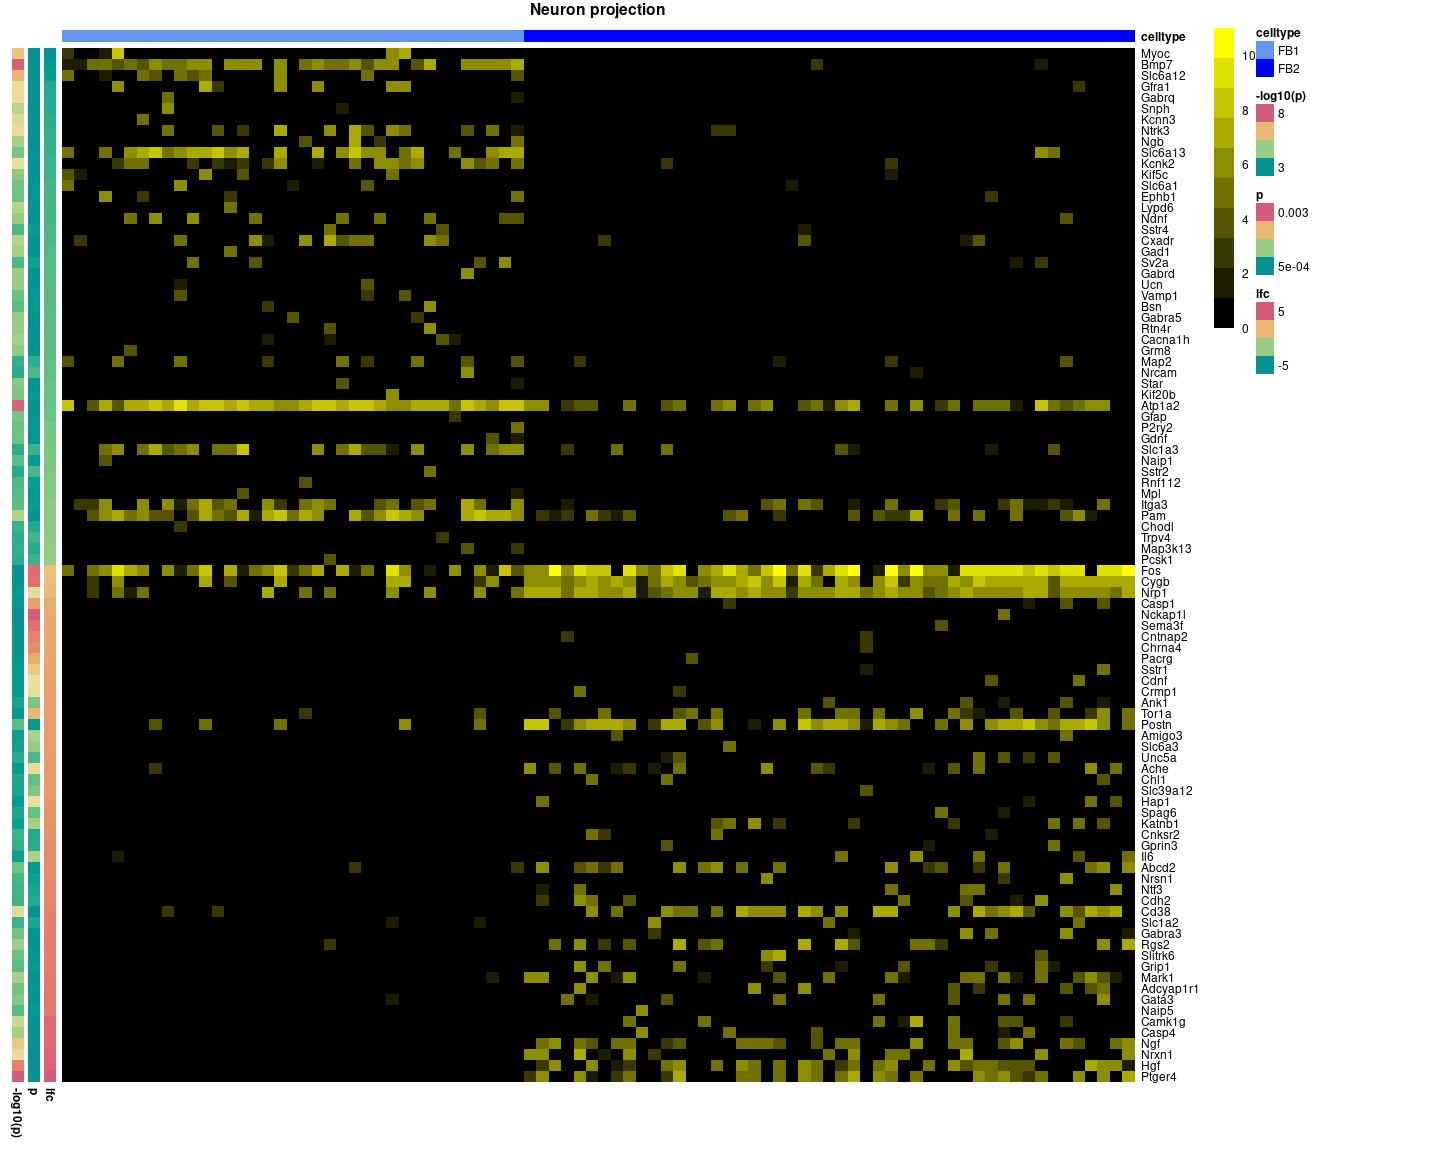 Neuron projection
celltype
Myoc
Bmp7
Slc6a12
Gfra1
Gabrq
Snph
Kcnn3
Ntrk3
Ngb
Slc6a13
Kcnk2
Kif5c
Slc6a1
Ephb1
Lypd6
Ndnf
Sstr4
Cxadr
Gad1
Sv2a
Gabrd
Ucn
Vamp1
Bsn
Gabra5
Rtn4r
Cacna1h
Grm8
Map2
Nrcam
Star
Kif20b
Atp1a2
Gfap
P2ry2
Gdnf
Slc1a3
Naip1
Sstr2
Rnf112
Mpl
Itga3
Pam
Chodl
Trpv4
Map3k13
Pcsk1
Fos
Cygb
Nrp1
Casp1
Nckap1l
Sema3f
Cntnap2
Chrna4
Pacrg
Sstr1
Cdnf
Crmp1
Ank1
Tor1a
Postn
Amigo3
Slc6a3
Unc5a
Ache
Chl1
Slc39a12
Hap1
Spag6
Katnb1
Cnksr2
Gprin3
Il6
Abcd2
Nrsn1
Ntf3
Cdh2
Cd38
Slc1a2
Gabra3
Rgs2
Slitrk6
Grip1
Mark1
Adcyap1r1
Gata3
Naip5
Camk1g
Casp4
Ngf
Nrxn1
Hgf
Ptger4
10
8
6
4
2
0
celltype
FB1
FB2
-log10(p)
8
3
p
0.003
5e-04
lfc
5
-5
-log10(p)
p
lfc